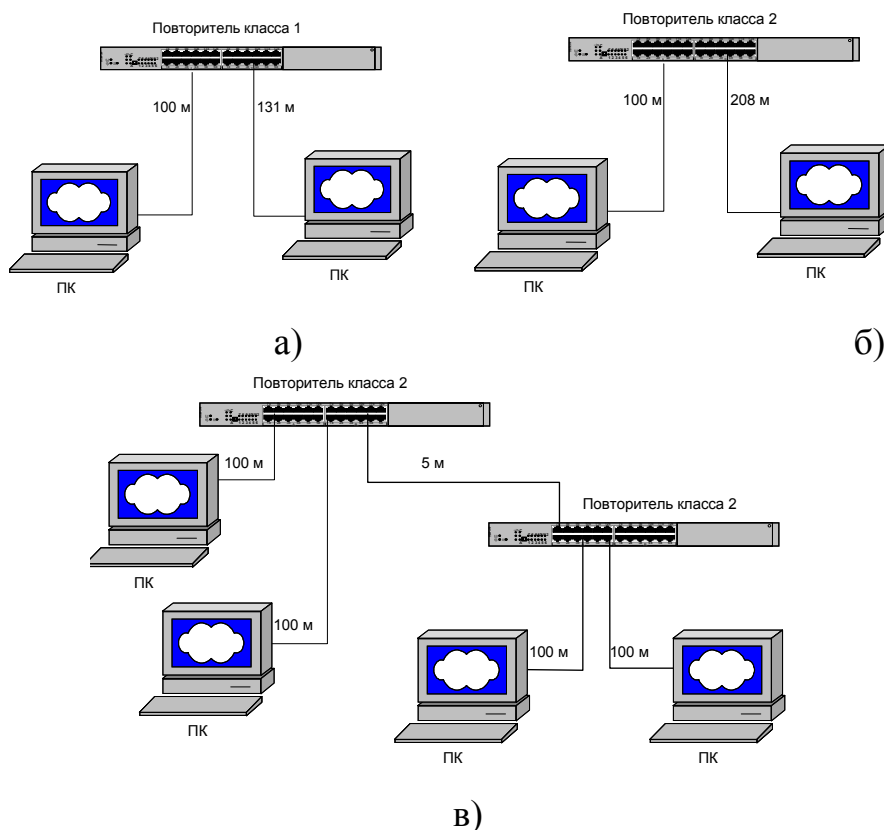 Повторитель класса 1
100 м
131 м
ПК
ПК
а)
Повторитель класса 2
100 м
208 м
ПК
ПК
б)
Повторитель класса 2
100 м
5 м
ПК
100 м
ПК
Повторитель класса 2
100 м
100 м
ПК
ПК
в)